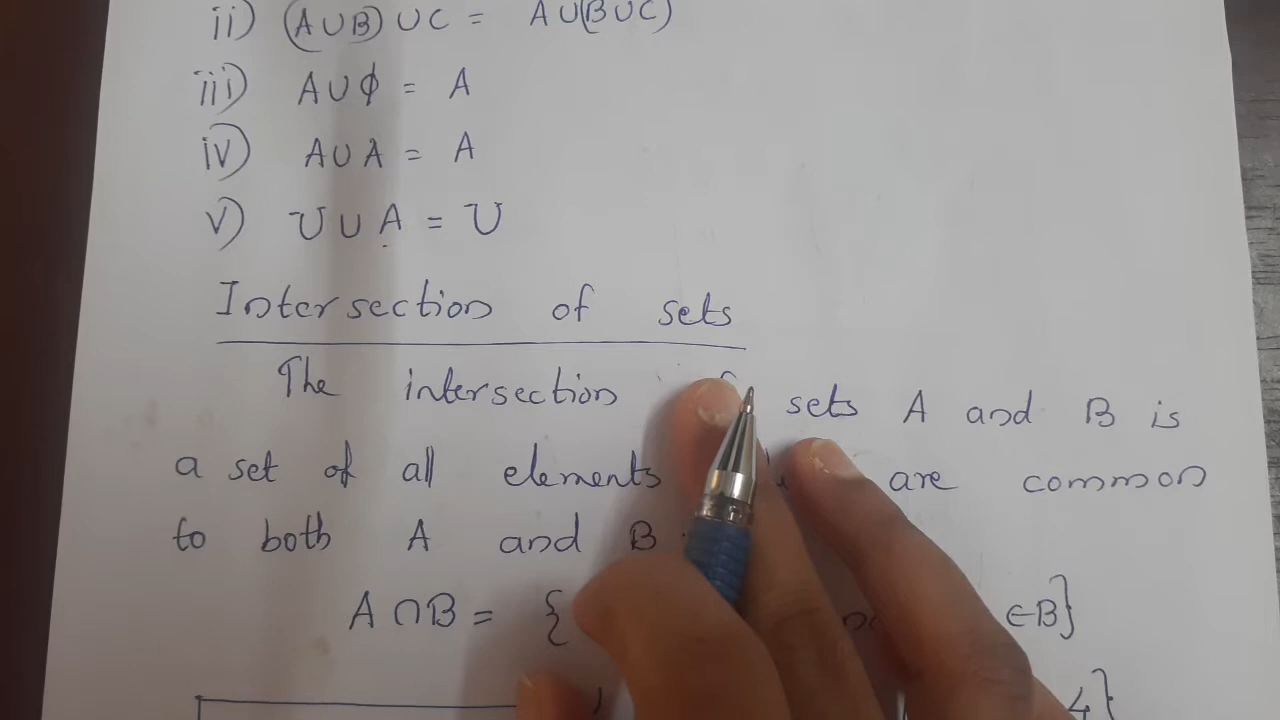 ii) (A∪B)∪C = A∪(B∪C)
iii) A∪ϕ = A
iv) A∪A = A
v) U∪A = U
Intersection of sets
The intersection sets A and B is
a set of all elements are common
to both A and B
A∩B = { ∈B}
4}